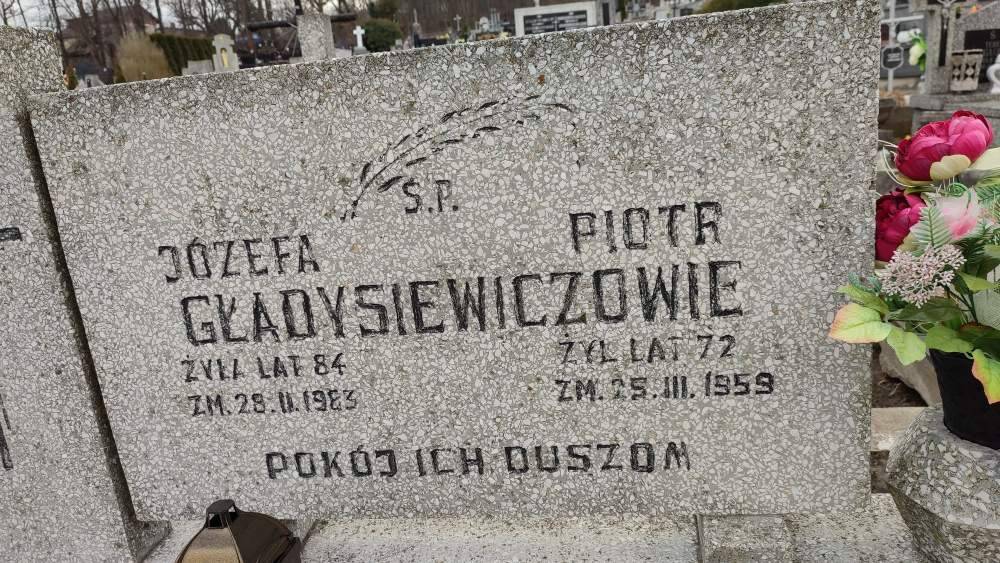 Ś.P.
JÓZEFA PIOTR
GŁADYSIEWICZOWIE
ŻYŁA LAT 84 ŻYŁ LAT 72
ZM. 28.II.1983 ZM. 25.III.1959
POKÓJ ICH DUSZOM